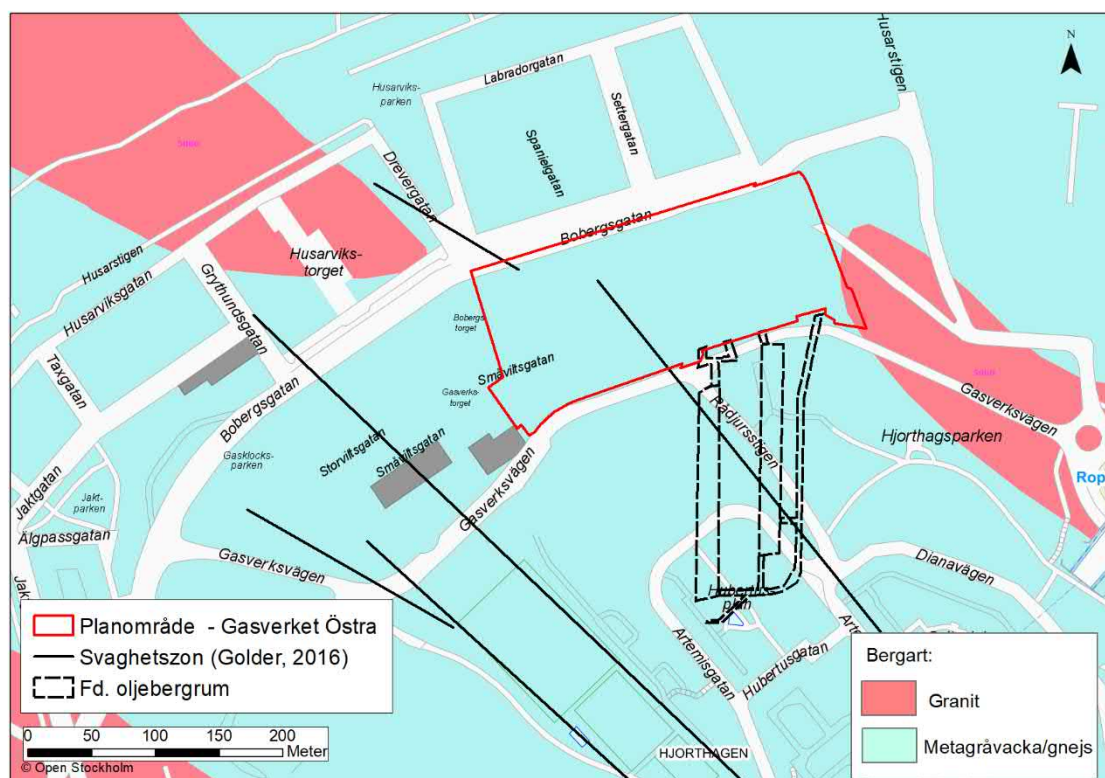 N
Husarstigen
Labradorgatan
Husarviks-
parken
Settergatan
Spanielgatan
Drevergatan
Bobergsgatan
Husarviks-
torget
Husarstigen
Husarviksgatan
Grythundsgatan
Bobergs
torget
Småviltsgatan
Gasverks-
torget
Taxgatan
Bobergsgatan
Gasklocks-
parken
Storviltsgatan
Småviltsgatan
Gasverksvägen
Rådjursstigen
Hjorthagsparken
Gasverksvägen
Rop
Jaktgatan
Jakt-
parken
Älgpassgatan
Gasverksvägen
Dianavägen
Artemisgatan
Hubertusgatan
HJORTHAGEN
Planområde - Gasverket Östra
Svaghetszon (Golder, 2016)
Fd. oljebergrum
0 50 100 150 200
Meter
© Open Stockholm
Bergart:
Granit
Metagråvacka/gnejs